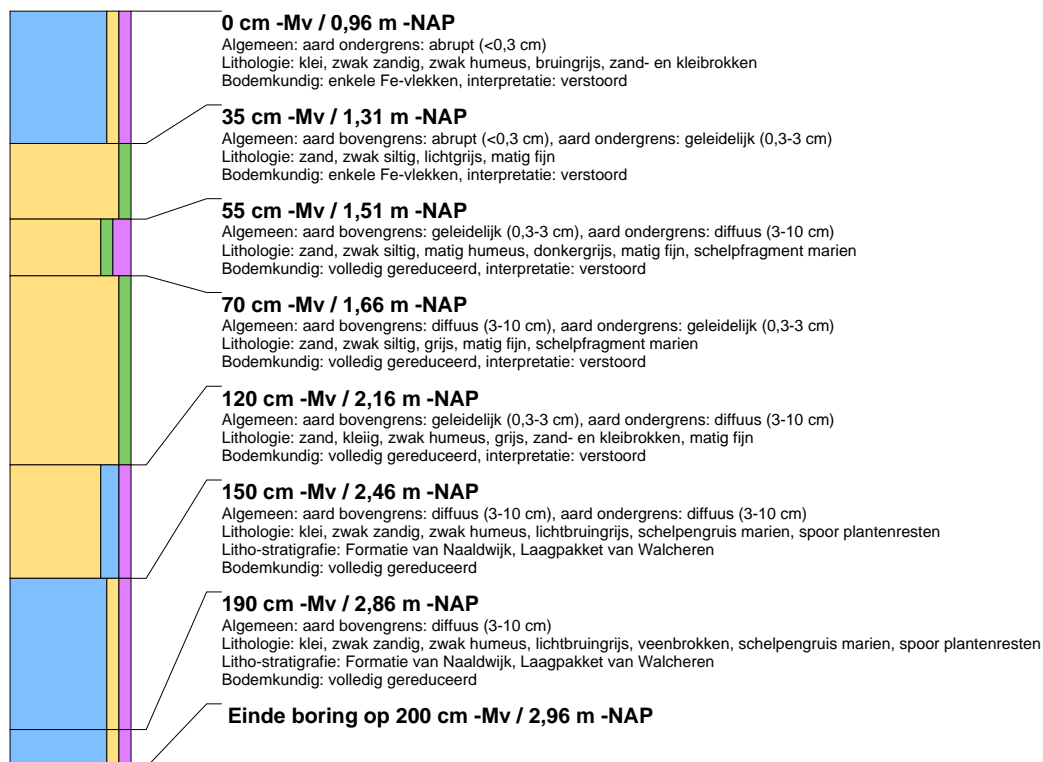 0 cm -Mv / 0,96 m -NAP
Algemeen: aard ondergrens: abrupt (<0,3 cm)
Lithologie: klei, zwak zandig, zwak humeus, bruingrijs, zand- en kleibrokken
Bodemkundig: enkele Fe-vlekken, interpretatie: verstoord
35 cm -Mv / 1,31 m -NAP
Algemeen: aard bovengrens: abrupt (<0,3 cm), aard ondergrens: geleidelijk (0,3-3 cm)
Lithologie: zand, zwak siltig, lichtgrijs, matig fijn
Bodemkundig: enkele Fe-vlekken, interpretatie: verstoord
55 cm -Mv / 1,51 m -NAP
Algemeen: aard bovengrens: geleidelijk (0,3-3 cm), aard ondergrens: diffuus (3-10 cm)
Lithologie: zand, zwak siltig, matig humeus, donkergrijs, matig fijn, schelpfragment marien
Bodemkundig: volledig gereduceerd, interpretatie: verstoord
70 cm -Mv / 1,66 m -NAP
Algemeen: aard bovengrens: diffuus (3-10 cm), aard ondergrens: geleidelijk (0,3-3 cm)
Lithologie: zand, zwak siltig, grijs, matig fijn, schelpfragment marien
Bodemkundig: volledig gereduceerd, interpretatie: verstoord
120 cm -Mv / 2,16 m -NAP
Algemeen: aard bovengrens: geleidelijk (0,3-3 cm), aard ondergrens: diffuus (3-10 cm)
Lithologie: zand, kleiig, zwak humeus, grijs, zand- en kleibrokken, matig fijn
Bodemkundig: volledig gereduceerd, interpretatie: verstoord
150 cm -Mv / 2,46 m -NAP
Algemeen: aard bovengrens: diffuus (3-10 cm), aard ondergrens: diffuus (3-10 cm)
Lithologie: klei, zwak zandig, zwak humeus, lichtbruingrijs, schelpengruis marien, spoor plantenresten
Litho-stratigrafie: Formatie van Naaldwijk, Laagpakket van Walcheren
Bodemkundig: volledig gereduceerd
190 cm -Mv / 2,86 m -NAP
Algemeen: aard bovengrens: diffuus (3-10 cm)
Lithologie: klei, zwak zandig, zwak humeus, lichtbruingrijs, veenbrokken, schelpengruis marien, spoor plantenresten
Litho-stratigrafie: Formatie van Naaldwijk, Laagpakket van Walcheren
Bodemkundig: volledig gereduceerd
Einde boring op 200 cm -Mv / 2,96 m -NAP